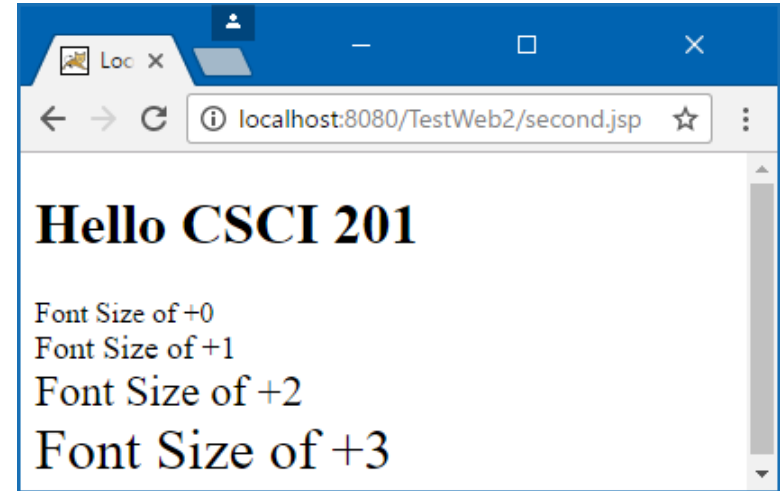 Loc
localhost:8080/TestWeb2/second.jsp
Hello CSCI 201
Font Size of +0
Font Size of +1
Font Size of +2
Font Size of +3